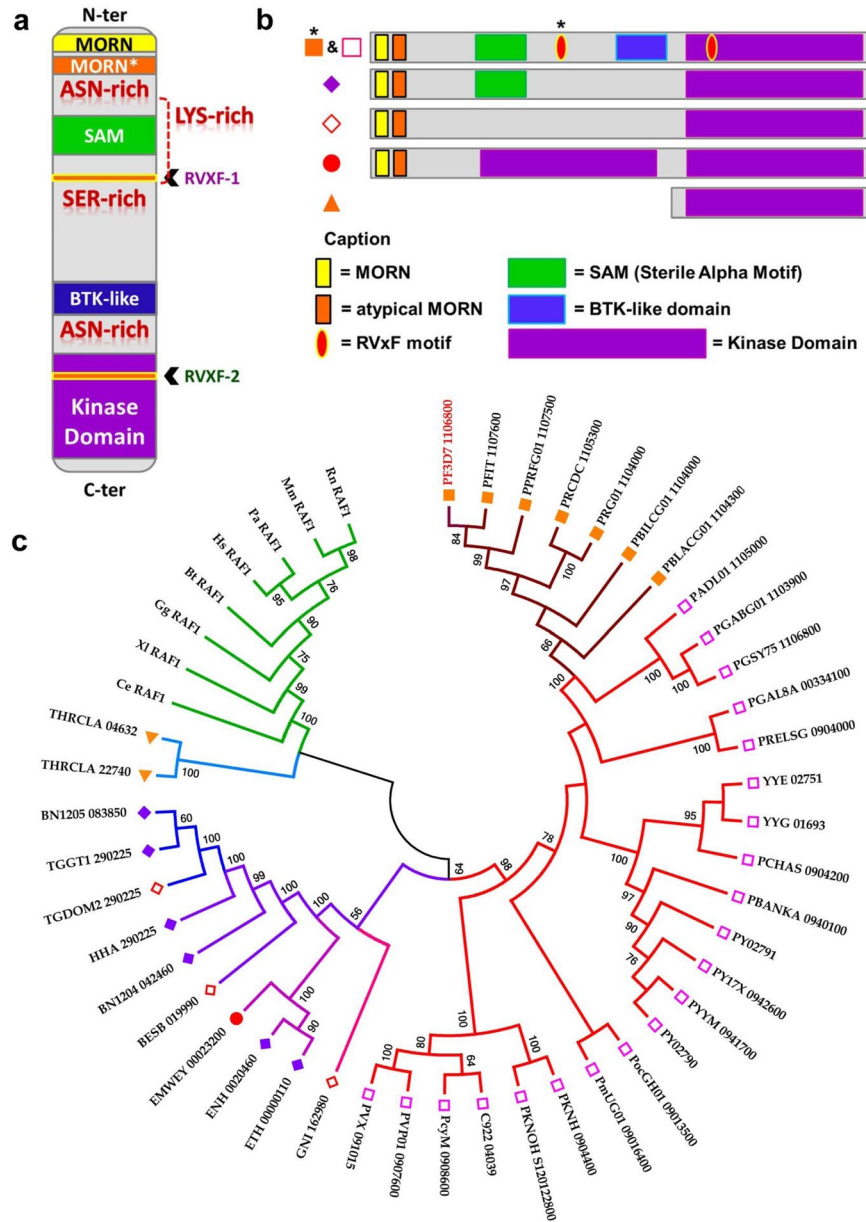 a
N-ter
MORN
MORN*
ASN-rich
LYS-rich
SAM
RVXF-1
SER-rich
BTK-like
ASN-rich
RVXF-2
Kinase
Domain
C-ter
b
*
& 
*
Caption
= MORN
= SAM (Sterile Alpha Motif)
= atypical MORN
= BTK-like domain
= RVxF motif
= Kinase Domain
c
PF3D7 1106800
PFIT 1107600
PPRFG01 1107500
PRCDC 1105300
PRG01 1104000
PBILCG01 1104000
PBLACG01 1104300
PADL01 1105000
PGABG01 1103900
PGSY75 1106800
PGAL8A 00334100
PRELSG 0904000
YYE 02751
YYG 01693
PCHAS 0904200
PBANKA 0940100
PY02791
PY17X 0942600
PYYM 0941700
PY02790
PocGH01 09013500
PmUG01 09016400
PKNH 0904400
PKNOH S120122800
C922 04039
PcyM 0908600
PVP01 0907600
PVX 091015
GNI 162980
ETH 00000110
ENH 0020460
EMWEY 00023200
BESB 019990
BN1204 042460
HHA 290225
TGDOM2 290225
TGGT1 290225
BN1205 083850
THRCLA 22740
THRCLA 04632
Ce RAF1
Xl RAF1
Gg RAF1
Bt RAF1
Hs RAF1
Pa RAF1
Mm RAF1
Rn RAF1
84
99
97
100
66
100
100
100
100
95
100
97
90
76
78
98
64
100
100
80
64
100
56
100
100
90
99
100
100
60
100
100
99
75
90
95
76
98